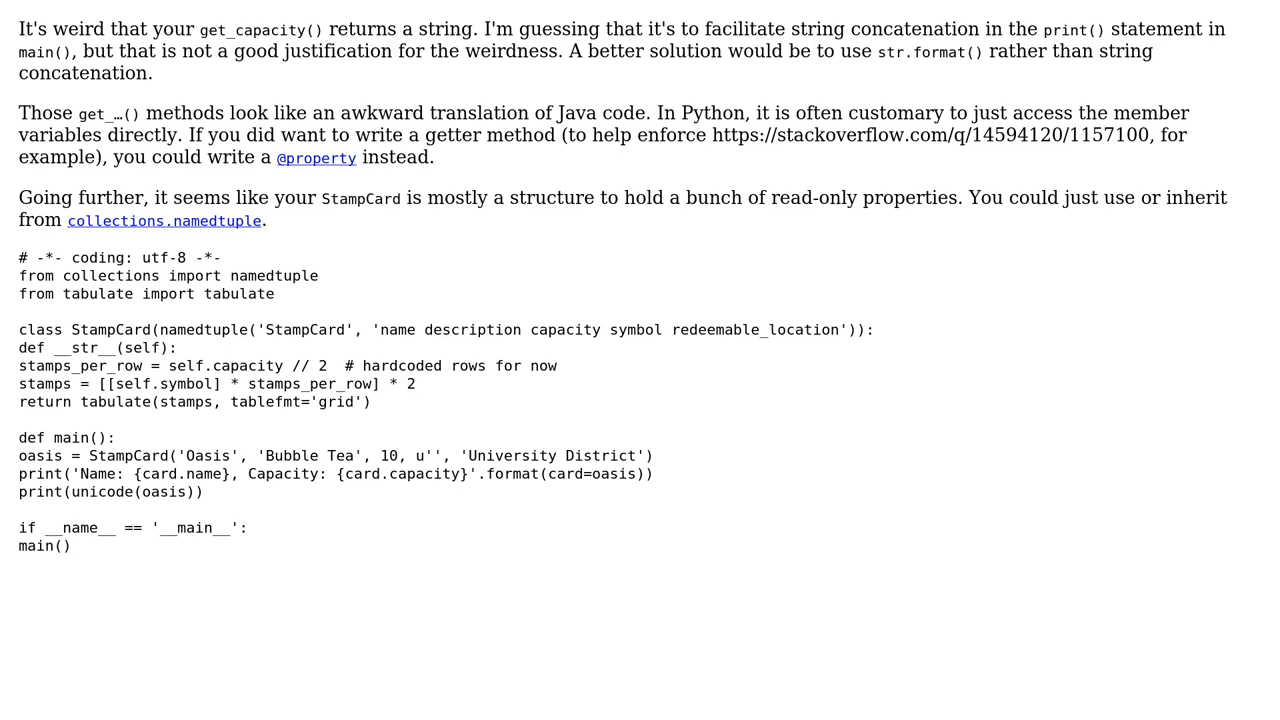 It's weird that your get_capacity() returns a string. I'm guessing that it's to facilitate string concatenation in the print() statement in
main(), but that is not a good justification for the weirdness. A better solution would be to use str.format() rather than string
concatenation.
Those get_…() methods look like an awkward translation of Java code. In Python, it is often customary to just access the member
variables directly. If you did want to write a getter method (to help enforce https://stackoverflow.com/q/14594120/1157100, for
example), you could write a @property instead.
Going further, it seems like your StampCard is mostly a structure to hold a bunch of read-only properties. You could just use or inherit
from collections.namedtuple.
# -*- coding: utf-8 -*-
from collections import namedtuple
from tabulate import tabulate
class StampCard(namedtuple('StampCard', 'name description capacity symbol redeemable_location')):
def __str__(self):
stamps_per_row = self.capacity // 2  # hardcoded rows for now
stamps = [[self.symbol] * stamps_per_row] * 2
return tabulate(stamps, tablefmt='grid')
def main():
oasis = StampCard('Oasis', 'Bubble Tea', 10, u'', 'University District')
print('Name: {card.name}, Capacity: {card.capacity}'.format(card=oasis))
print(unicode(oasis))
if __name__ == '__main__':
main()